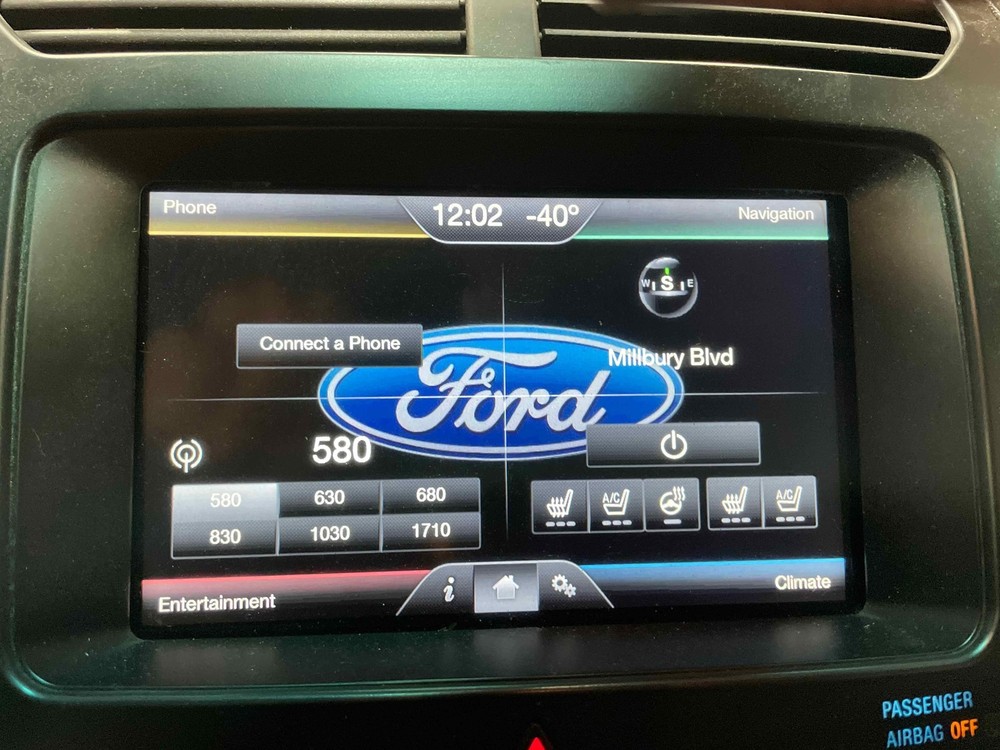 Phone
12:02 -40°
Navigation
W S E
Connect a Phone
Millbury Blvd
Ford
580
580 630 680
830 1030 1710
A/C A/C
i
Entertainment
Climate
PASSENGER
AIRBAG OFF